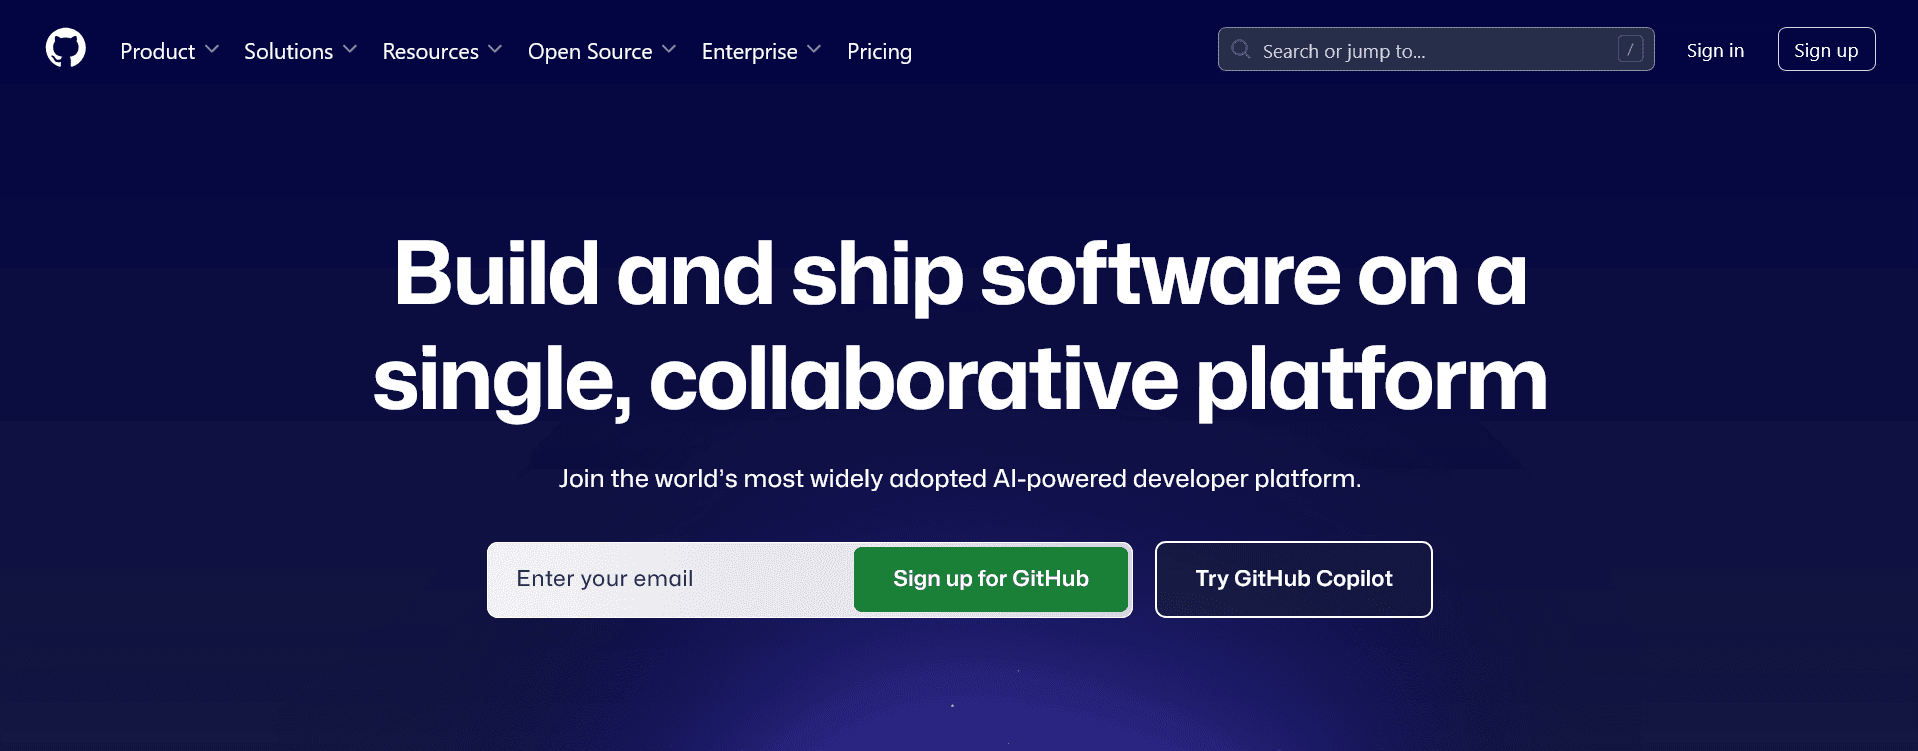 Product Solutions Resources Open Source Enterprise Pricing Search or jump to... / Sign in Sign up
Build and ship software on a
single, collaborative platform
Join the world’s most widely adopted AI-powered developer platform.
Enter your email Sign up for GitHub Try GitHub Copilot